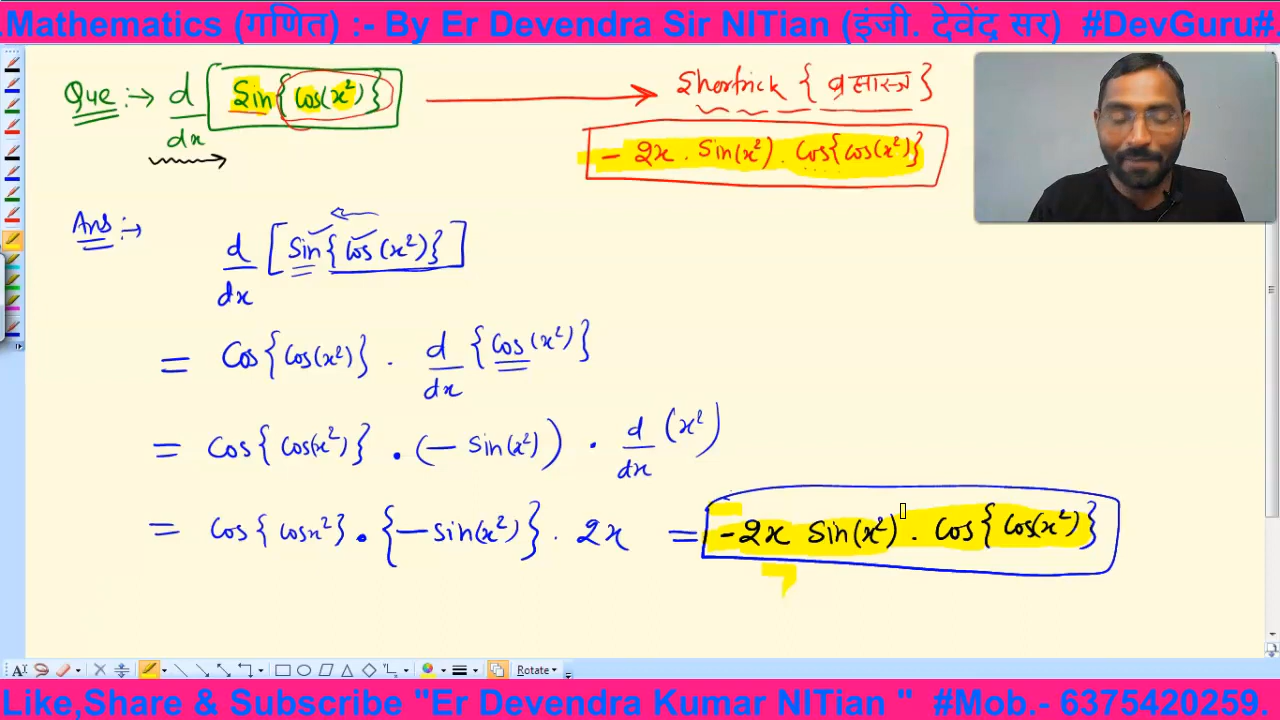 .Mathematics (गणित) :- By Er Devendra Sir NITian (इंजी. देवेंद्र सर) #DevGuru#.
Que :→ d/dx [Sin{cos(x²)}] → Shortrick {ब्रह्मास्त्र}
- 2x . Sin(x²) . Cos{cos(x²)}
Ans :→
d/dx [Sin{cos(x²)}]
= Cos{cos(x²)} . d/dx {cos(x²)}
= Cos{cos(x²)} . (- Sin(x²)) . d/dx (x²)
= Cos{cosx²} . {-sin(x²)} . 2x = -2x Sin(x²) . Cos{cos(x²)}
Rotate
Like,Share & Subscribe "Er Devendra Kumar NITian " #Mob.- 6375420259.